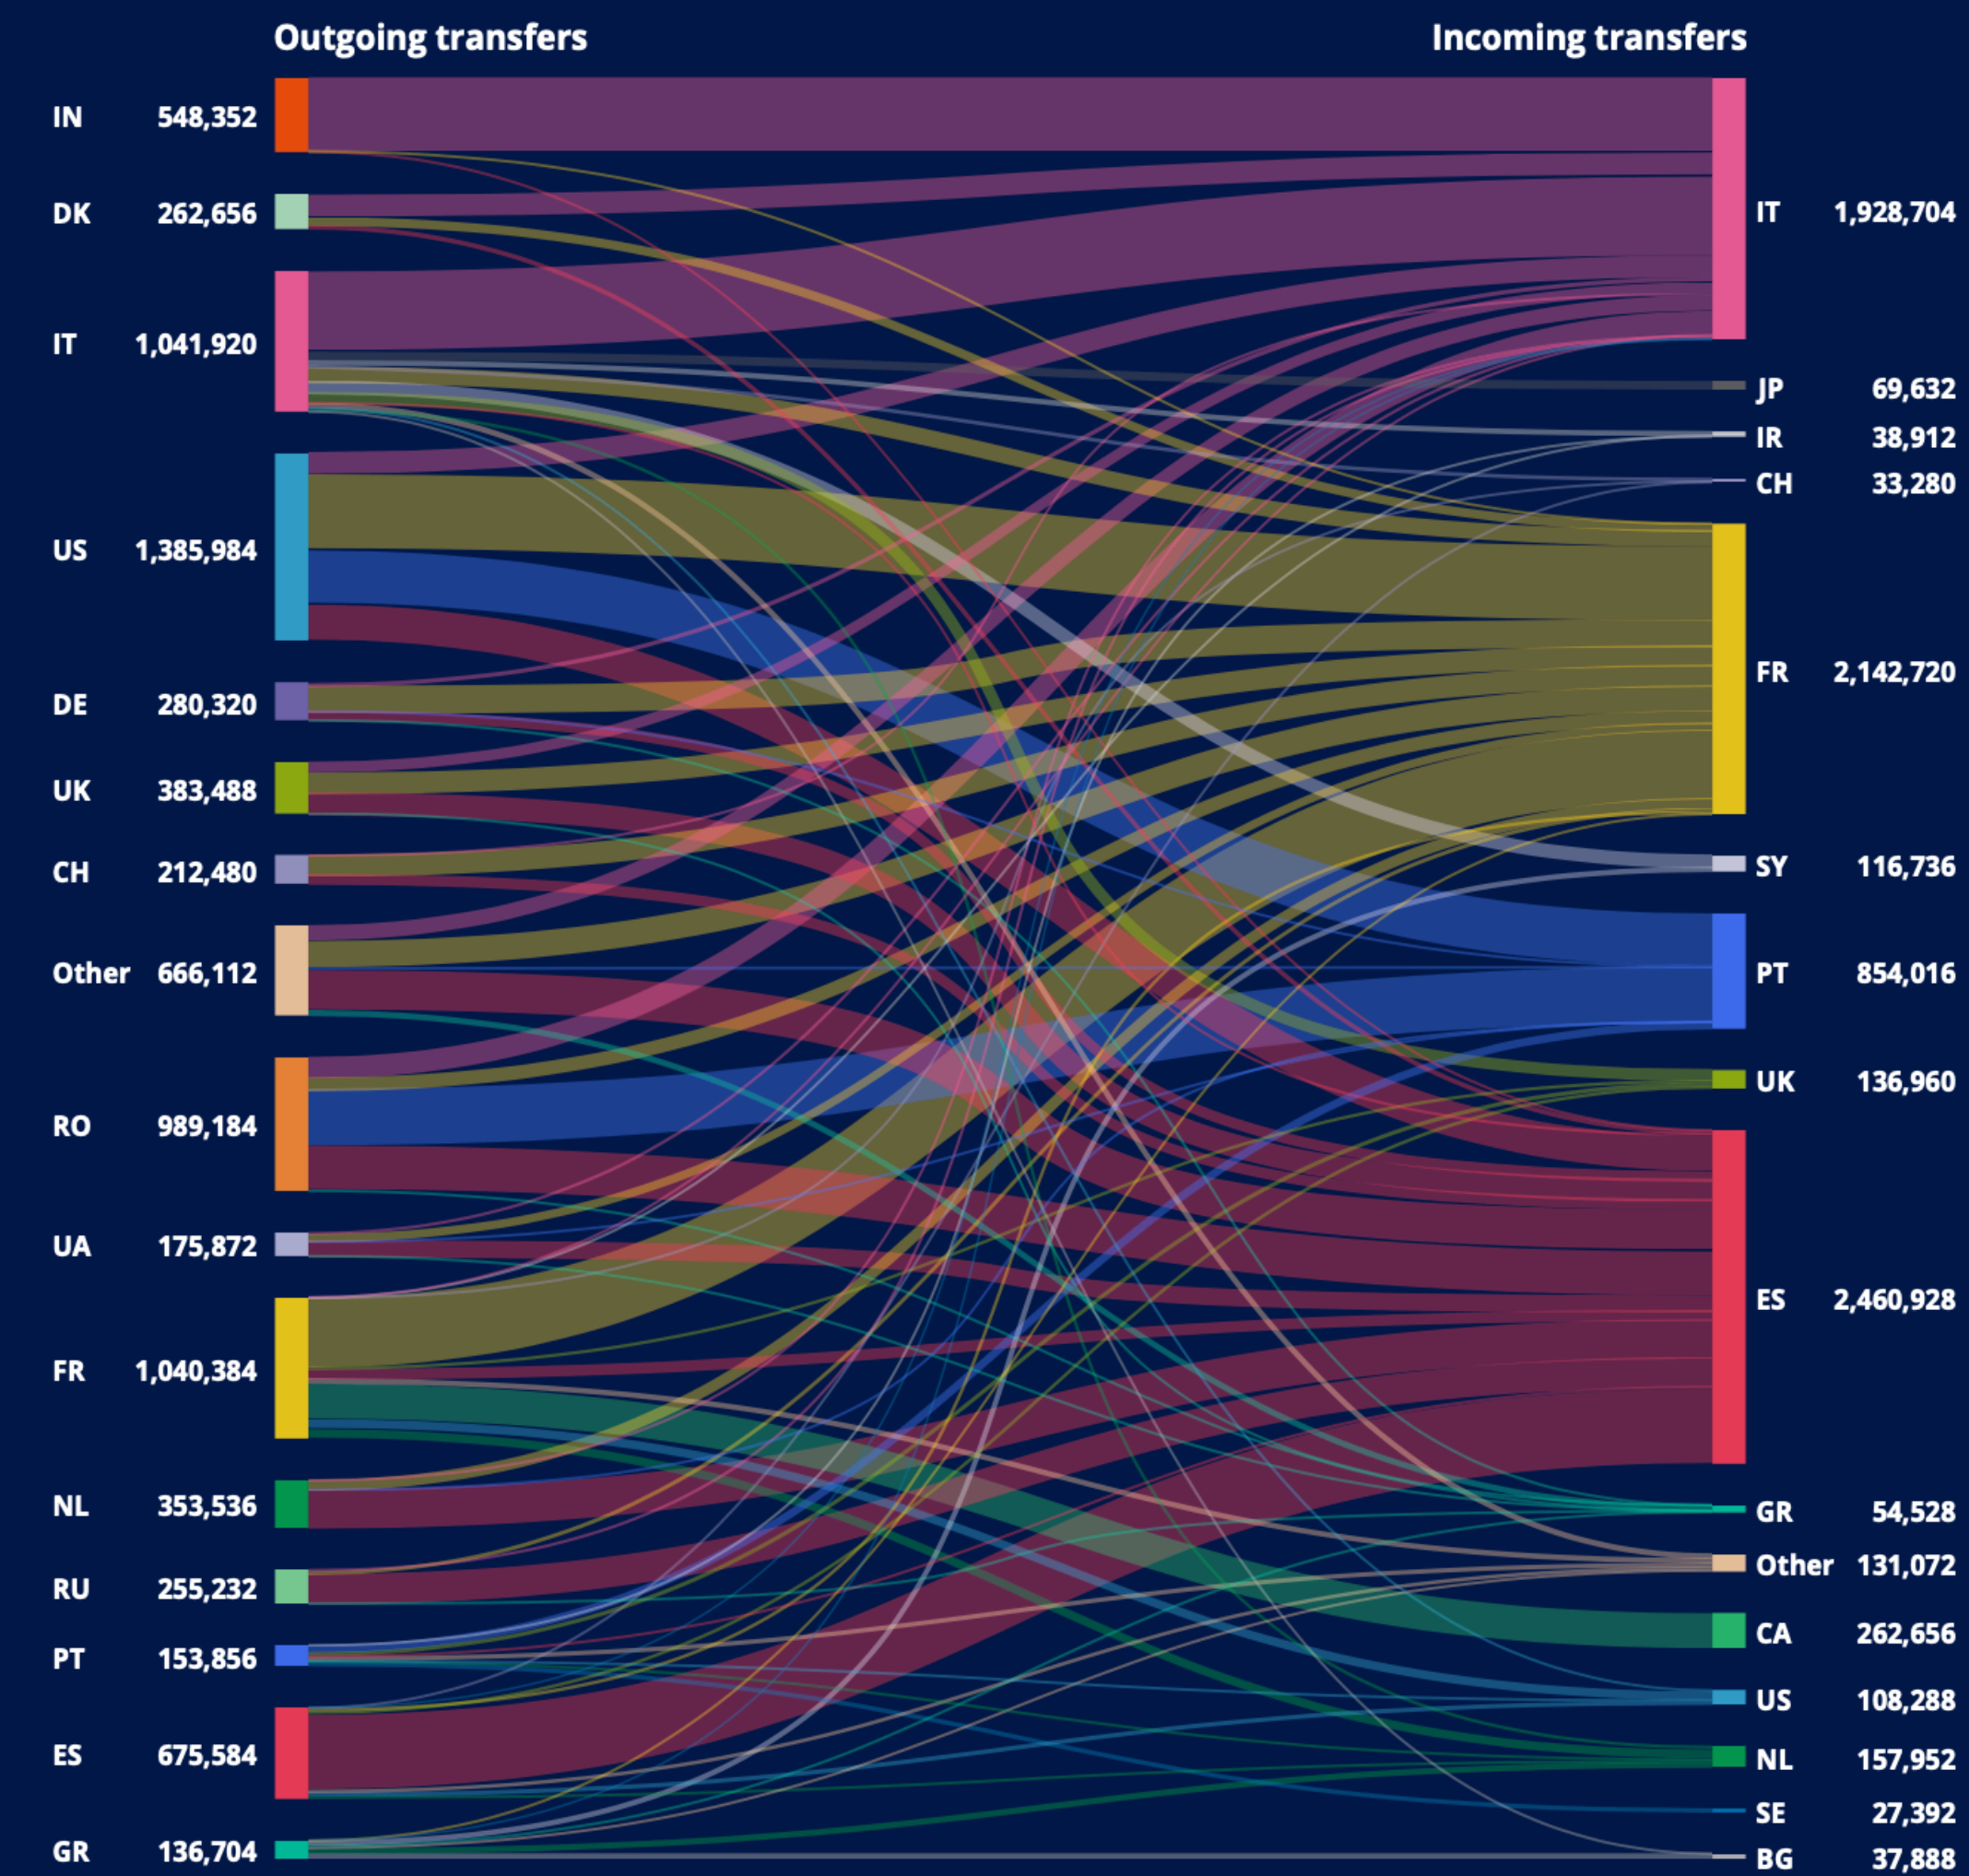 Outgoing transfers
IN 548,352
DK 262,656
IT 1,041,920
US 1,385,984
DE 280,320
UK 383,488
CH 212,480
Other 666,112
RO 989,184
UA 175,872
FR 1,040,384
NL 353,536
RU 255,232
PT 153,856
ES 675,584
GR 136,704
Incoming transfers
IT 1,928,704
JP 69,632
IR 38,912
CH 33,280
FR 2,142,720
SY 116,736
PT 854,016
UK 136,960
ES 2,460,928
GR 54,528
Other 131,072
CA 262,656
US 108,288
NL 157,952
SE 27,392
BG 37,888